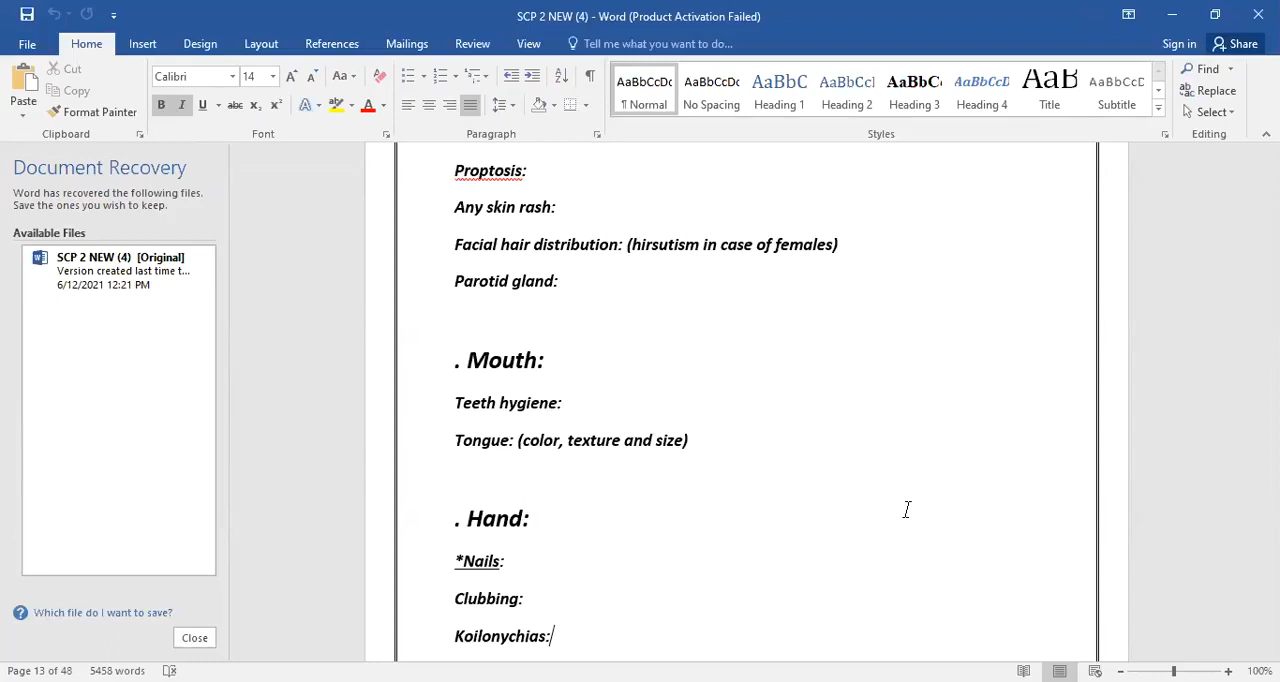 SCP 2 NEW (4) - Word (Product Activation Failed)
File Home Insert Design Layout References Mailings Review View Tell me what you want to do... Sign in Share
Paste Cut Copy Format Painter
Calibri 14
AaBbCcDc AaBbCcDc AaBbC AaBbCcI AaBbC AaBbCcD AaB AaBbCcD
¶ Normal No Spacing Heading 1 Heading 2 Heading 3 Heading 4 Title Subtitle
Find Replace Select
Clipboard Font Paragraph Styles Editing
Document Recovery
Word has recovered the following files.
Save the ones you wish to keep.
Available Files
SCP 2 NEW (4) [Original]
Version created last time t...
6/12/2021 12:21 PM
Which file do I want to save?
Close
Proptosis:
Any skin rash:
Facial hair distribution: (hirsutism in case of females)
Parotid gland:
. Mouth:
Teeth hygiene:
Tongue: (color, texture and size)
. Hand:
*Nails:
Clubbing:
Koilonychias:
Page 13 of 48 5458 words 100%